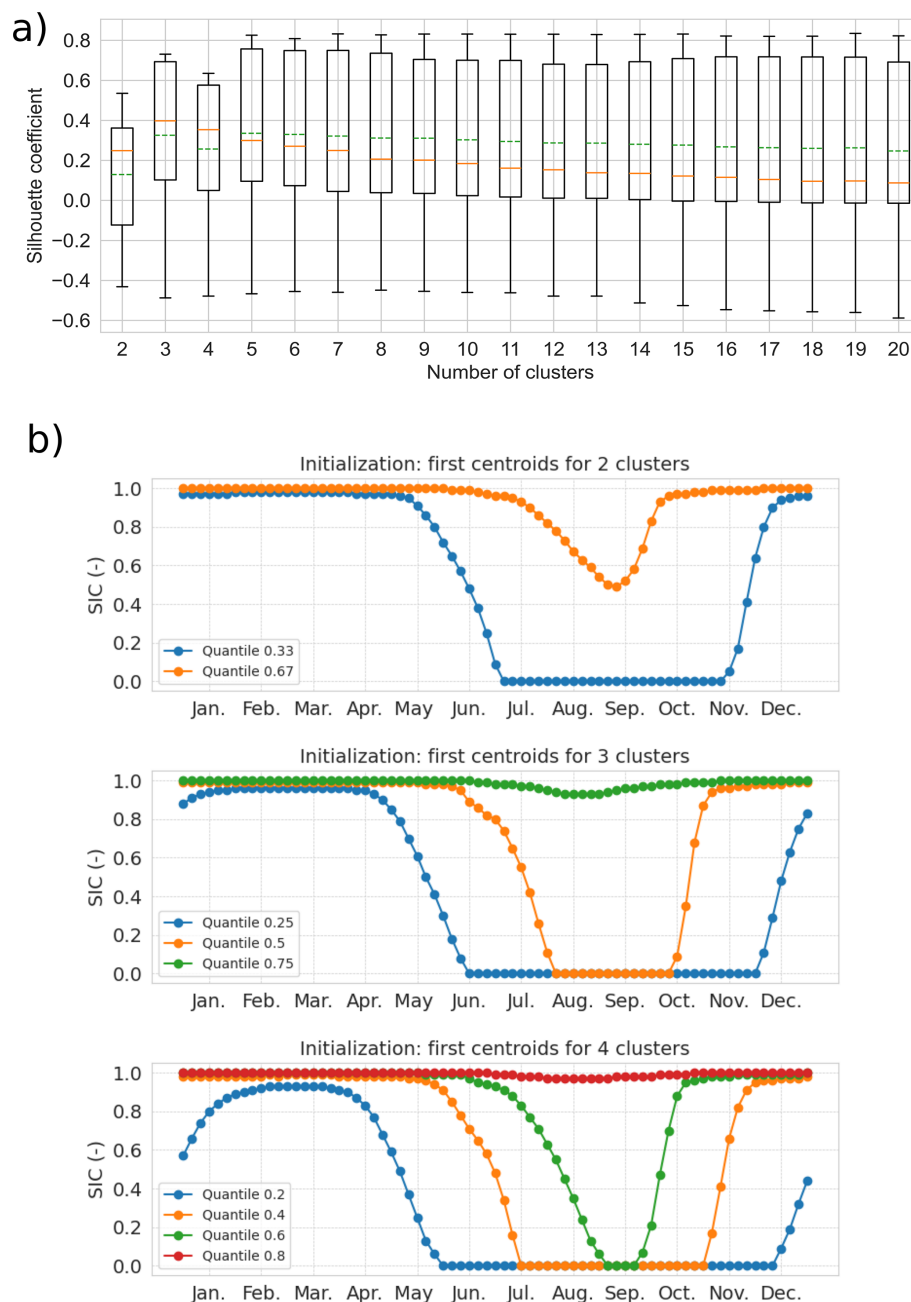 a)
0.8
0.6
0.4
0.2
0.0
−0.2
−0.4
−0.6
Silhouette coefficient
2 3 4 5 6 7 8 9 10 11 12 13 14 15 16 17 18 19 20
Number of clusters
b)
Initialization: first centroids for 2 clusters
1.0
0.8
0.6
0.4
0.2
0.0
SIC (-)
Quantile 0.33
Quantile 0.67
Jan. Feb. Mar. Apr. May Jun. Jul. Aug. Sep. Oct. Nov. Dec.
Initialization: first centroids for 3 clusters
1.0
0.8
0.6
0.4
0.2
0.0
SIC (-)
Quantile 0.25
Quantile 0.5
Quantile 0.75
Jan. Feb. Mar. Apr. May Jun. Jul. Aug. Sep. Oct. Nov. Dec.
Initialization: first centroids for 4 clusters
1.0
0.8
0.6
0.4
0.2
0.0
SIC (-)
Quantile 0.2
Quantile 0.4
Quantile 0.6
Quantile 0.8
Jan. Feb. Mar. Apr. May Jun. Jul. Aug. Sep. Oct. Nov. Dec.